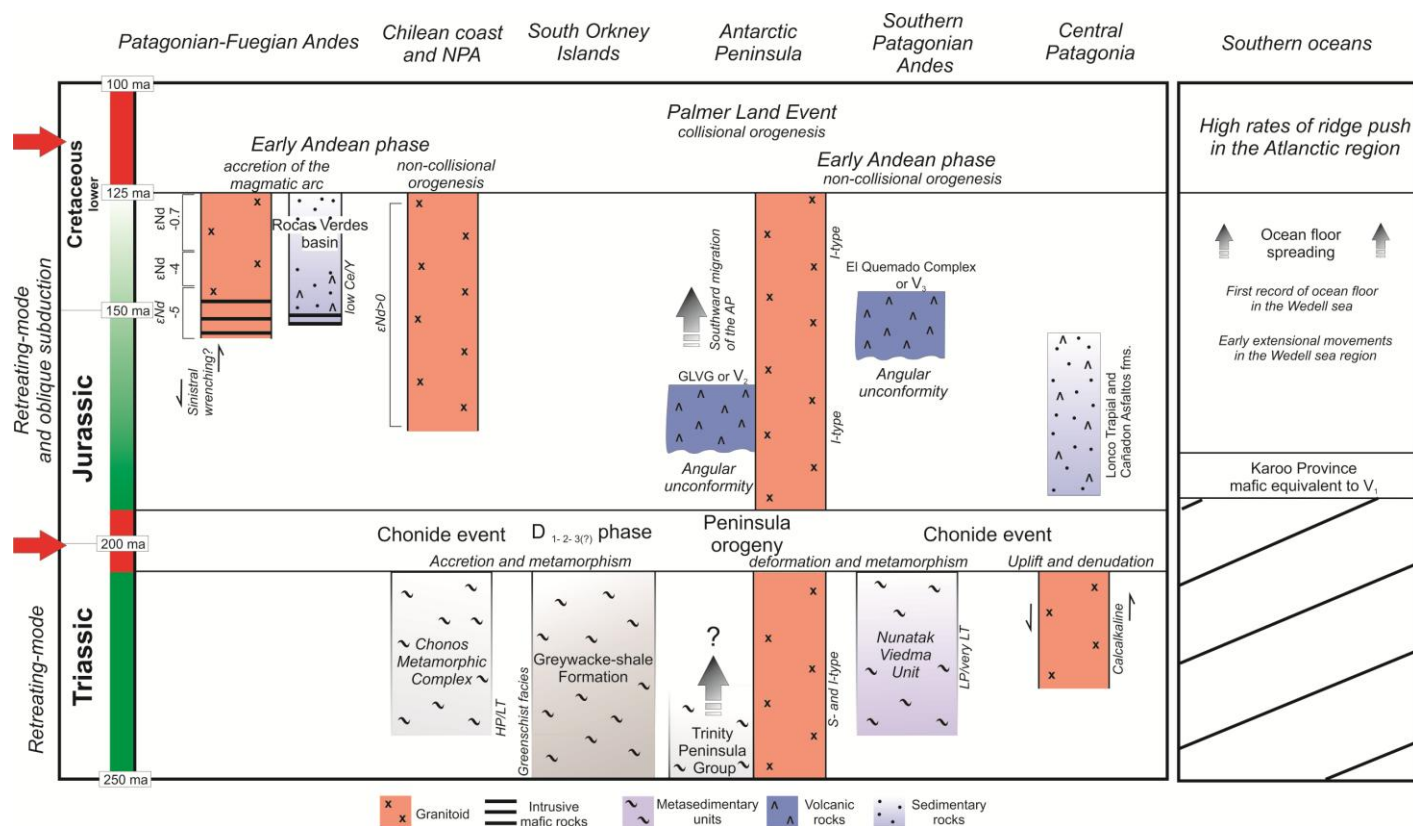 Patagonian-Fuegian Andes
Chilean coast
and NPA
South Orkney
Islands
Antarctic
Peninsula
Southern
Patagonian
Andes
Central
Patagonia
Southern oceans
100 ma
125 ma
150 ma
200 ma
250 ma
Retreating-mode
and oblique subduction
Retreating-mode
Cretaceous
lower
Jurassic
Triassic
Palmer Land Event
collisional orogenesis
Early Andean phase
accretion of the
magmatic arc
non-collisional
orogenesis
Early Andean phase
non-collisional orogenesis
High rates of ridge push
in the Atlantic region
εNd
-0.7
εNd
-4
εNd
-5
Rocas Verdes
basin
low Ce/Y
Sinistral
wrenching?
εNd>0
Southward migration
of the AP
GLVG or V2
Angular
unconformity
I-type
I-type
El Quemado Complex
or V3
Angular
unconformity
Lonco Trapial and
Cañadon Asfaltos fms.
Ocean floor
spreading
First record of ocean floor
in the Wedell sea
Early extensional movements
in the Wedell sea region
Karoo Province
mafic equivalent to V1
Chonide event
D 1- 2- 3(?) phase
Accretion and metamorphism
Peninsula
orogeny
deformation and metamorphism
Chonide event
Uplift and denudation
Chonos
Metamorphic
Complex
HP/LT
Greenschist facies
Greywacke-shale
Formation
?
Trinity
Peninsula
Group
S- and I-type
Nunatak
Viedma
Unit
LP/very LT
Calcalkaline
Granitoid
Intrusive
mafic rocks
Metasedimentary
units
Volcanic
rocks
Sedimentary
rocks